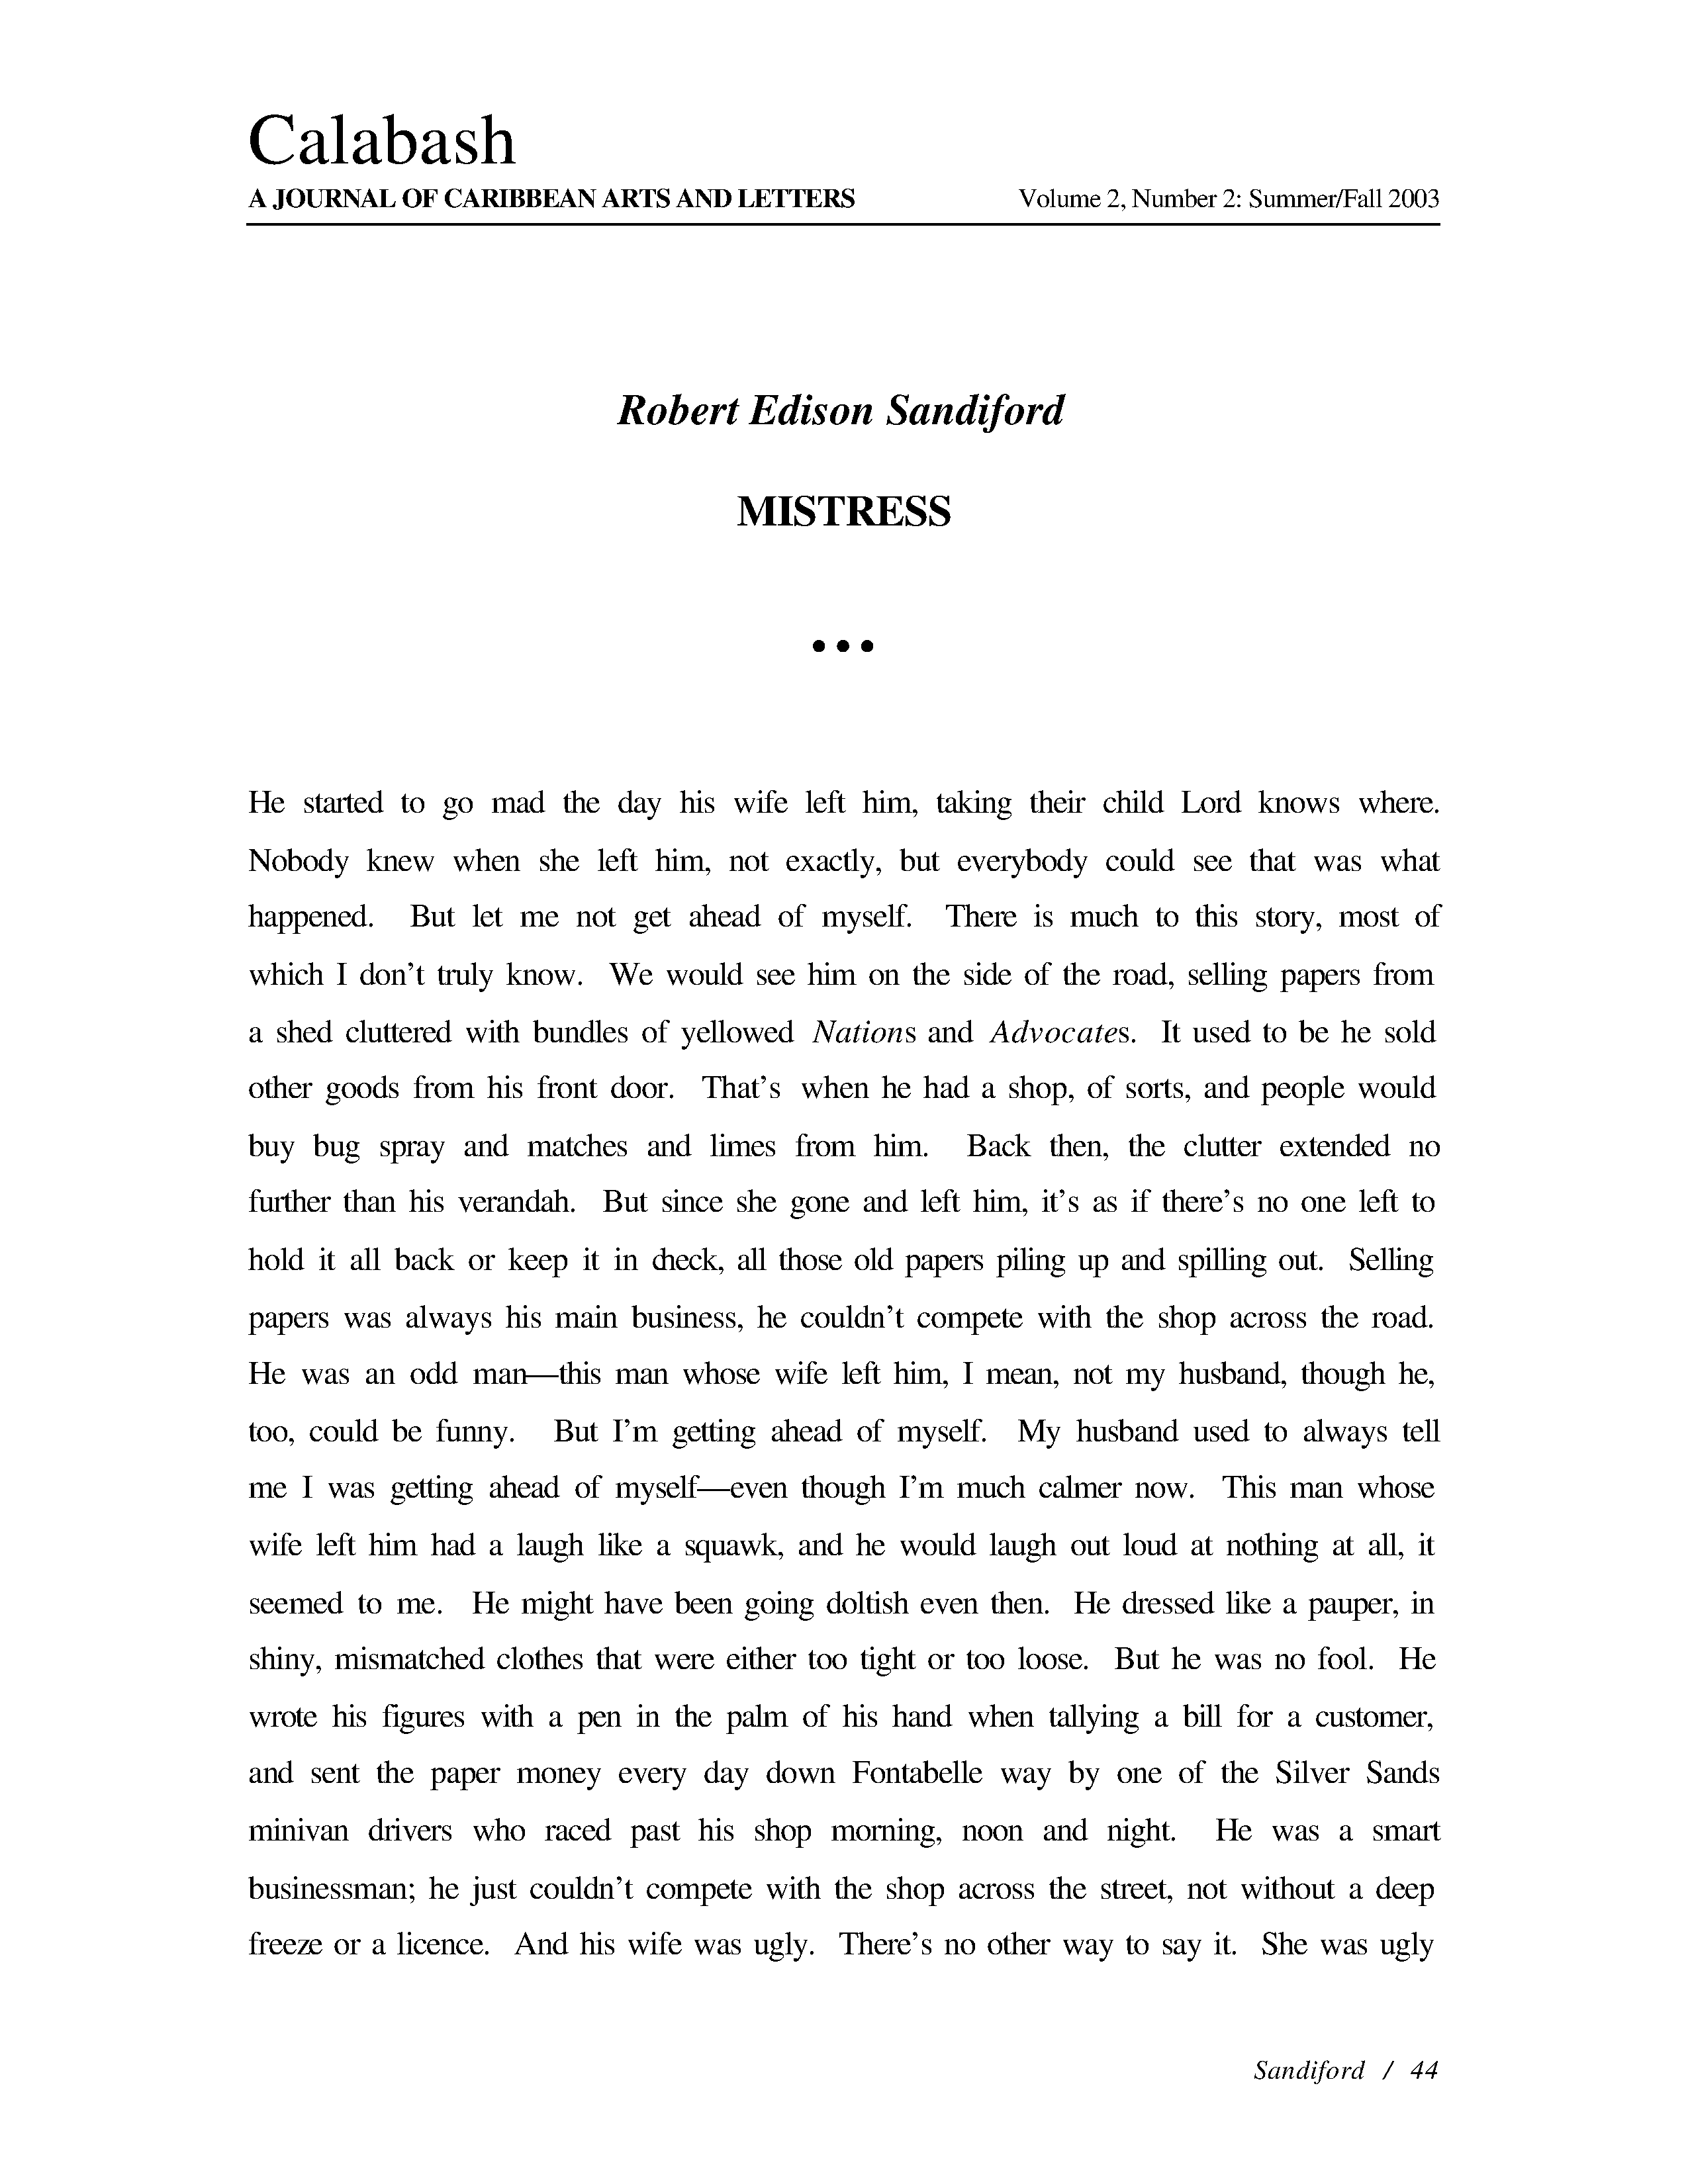 Calabash
A JOURNAL OF CARIBBEAN ARTS AND LETTERS Volume 2, Number 2: Summer/Fall 2003
Robert Edison Sandiford
MISTRESS
• • •
He started to go mad the day his wife left him, taking their child Lord knows where.
Nobody knew when she left him, not exactly, but everybody could see that was what
happened. But let me not get ahead of myself. There is much to this story, most of
which I don't truly know. We would see him on the side of the road, selling papers from
a shed cluttered with bundles of yellowed Nations and Advocates. It used to be he sold
other goods from his front door. That's when he had a shop, of sorts, and people would
buy bug spray and matches and limes from him. Back then, the clutter extended no
further than his verandah. But since she gone and left him, it's as if there's no one left to
hold it all back or keep it in check, all those old papers piling up and spilling out. Selling
papers was always his main business, he couldn't compete with the shop across the road.
He was an odd man—this man whose wife left him, I mean, not my husband, though he,
too, could be funny. But I'm getting ahead of myself. My husband used to always tell
me I was getting ahead of myself—even though I'm much calmer now. This man whose
wife left him had a laugh like a squawk, and he would laugh out loud at nothing at all, it
seemed to me. He might have been going doltish even then. He dressed like a pauper, in
shiny, mismatched clothes that were either too tight or too loose. But he was no fool. He
wrote his figures with a pen in the palm of his hand when tallying a bill for a customer,
and sent the paper money every day down Fontabelle way by one of the Silver Sands
minivan drivers who raced past his shop morning, noon and night. He was a smart
businessman; he just couldn't compete with the shop across the street, not without a deep
freeze or a licence. And his wife was ugly. There's no other way to say it. She was ugly
Sandiford / 44